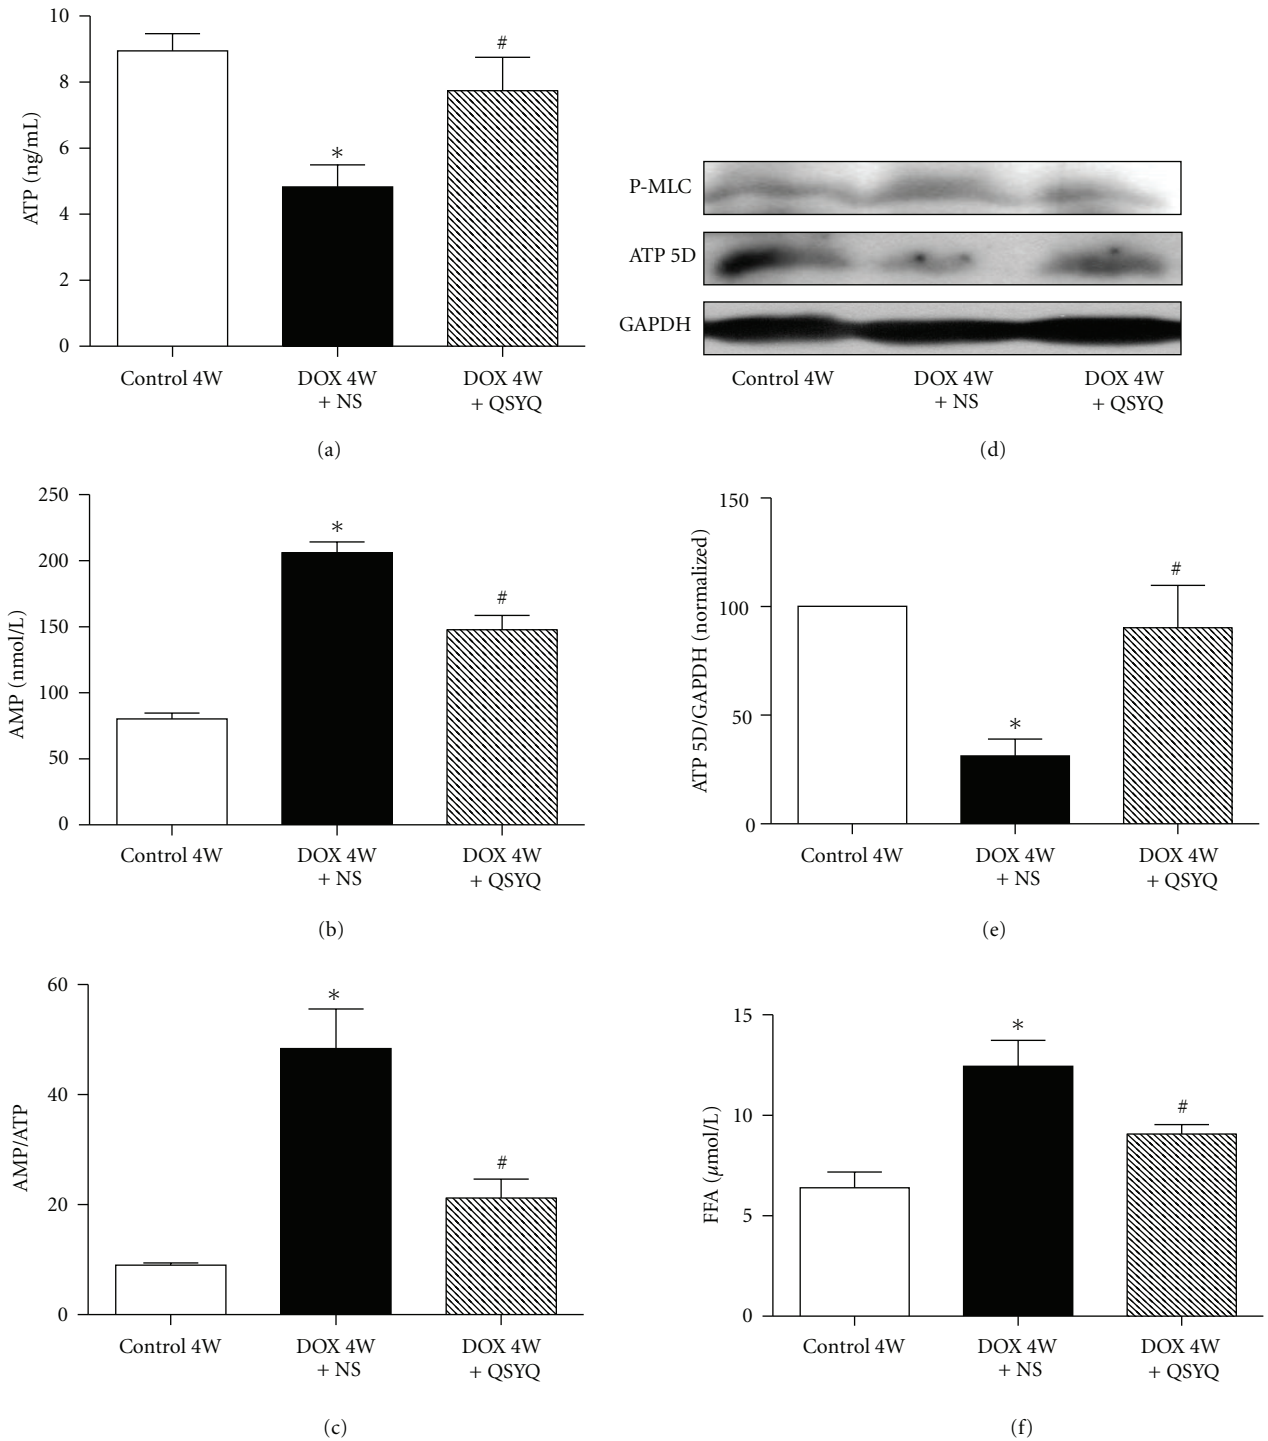 10
8
6
4
2
0
ATP (ng/mL)
*
#
Control 4W
DOX 4W
+ NS
DOX 4W
+ QSYQ
(a)
P-MLC
ATP 5D
GAPDH
Control 4W
DOX 4W
+ NS
DOX 4W
+ QSYQ
(d)
250
200
150
100
50
0
AMP (nmol/L)
*
#
Control 4W
DOX 4W
+ NS
DOX 4W
+ QSYQ
(b)
150
100
50
0
ATP 5D/GAPDH (normalized)
*
#
Control 4W
DOX 4W
+ NS
DOX 4W
+ QSYQ
(e)
60
40
20
0
AMP/ATP
*
#
Control 4W
DOX 4W
+ NS
DOX 4W
+ QSYQ
(c)
15
10
5
0
FFA (μmol/L)
*
#
Control 4W
DOX 4W
+ NS
DOX 4W
+ QSYQ
(f)